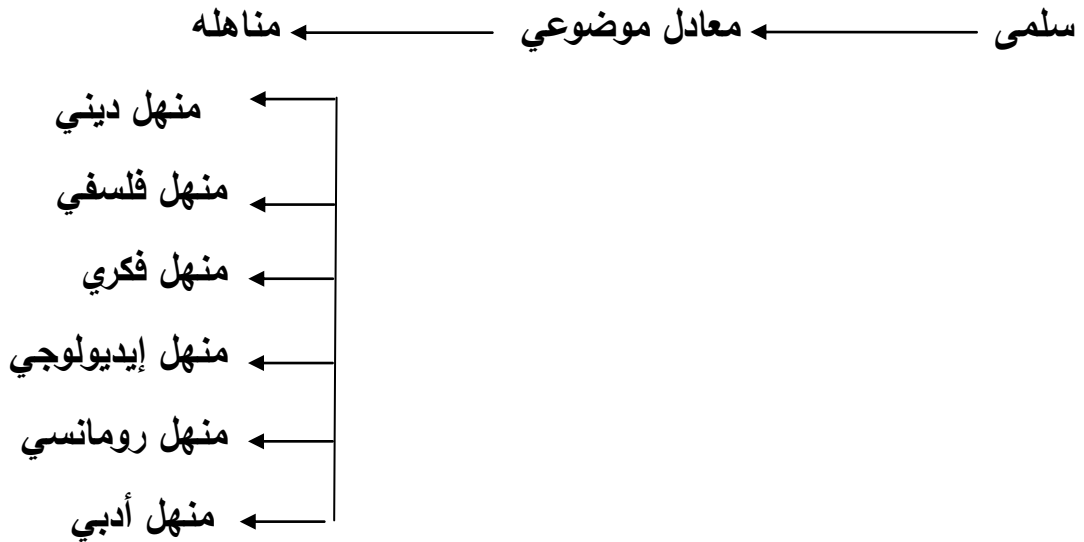 سلمى معادل موضوعي مناهله
منهل ديني
منهل فلسفي
منهل فكري
منهل إيديولوجي
منهل رومانسي
منهل أدبي